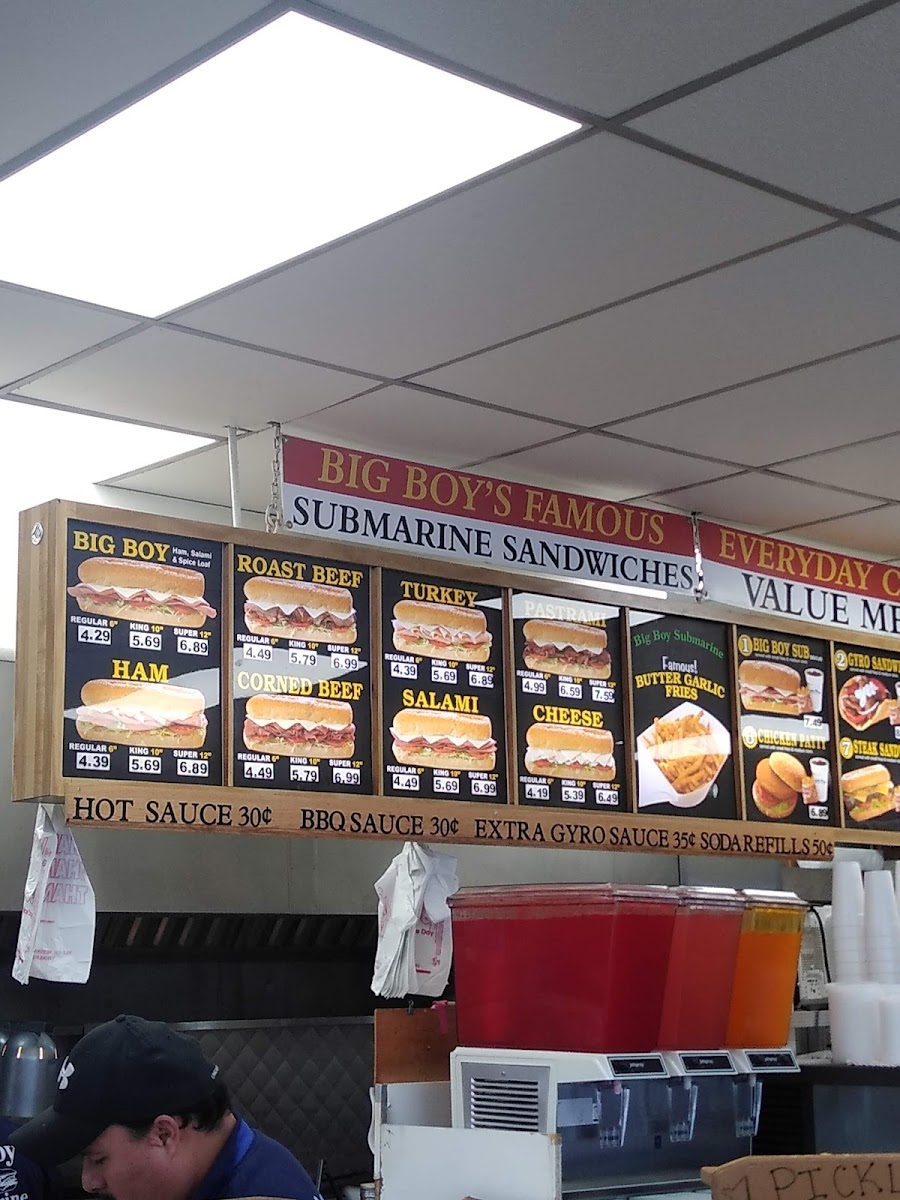 BIG BOY'S FAMOUS
SUBMARINE SANDWICHES
EVERYDAY
VALUE
BIG BOY Ham, Salami
& Spice Loaf
REGULAR 6" KING 10" SUPER 12"
4.29 5.69 6.89
HAM
REGULAR 6" KING 10" SUPER 12"
4.39 5.69 6.89
ROAST BEEF
REGULAR 6" KING 10" SUPER 12"
4.49 5.79 6.99
CORNED BEEF
REGULAR 6" KING 10" SUPER 12"
4.49 5.79 6.99
TURKEY
REGULAR 6" KING 10" SUPER 12"
4.39 5.69 6.89
SALAMI
REGULAR 6" KING 10" SUPER 12"
4.49 5.69 6.99
PASTRAMI
REGULAR 6" KING 10" SUPER 12"
4.99 6.59 7.59
CHEESE
REGULAR 6" KING 10" SUPER 12"
4.19 5.39 6.49
Big Boy Submarine
Famous!
BUTTER GARLIC
FRIES
1 BIG BOY SUB
7.49
CHICKEN PATTY
6.89
2 GYRO
7 STEAK
HOT SAUCE 30¢ BBQ SAUCE 30¢ EXTRA GYRO SAUCE 35¢ SODA REFILLS 50¢